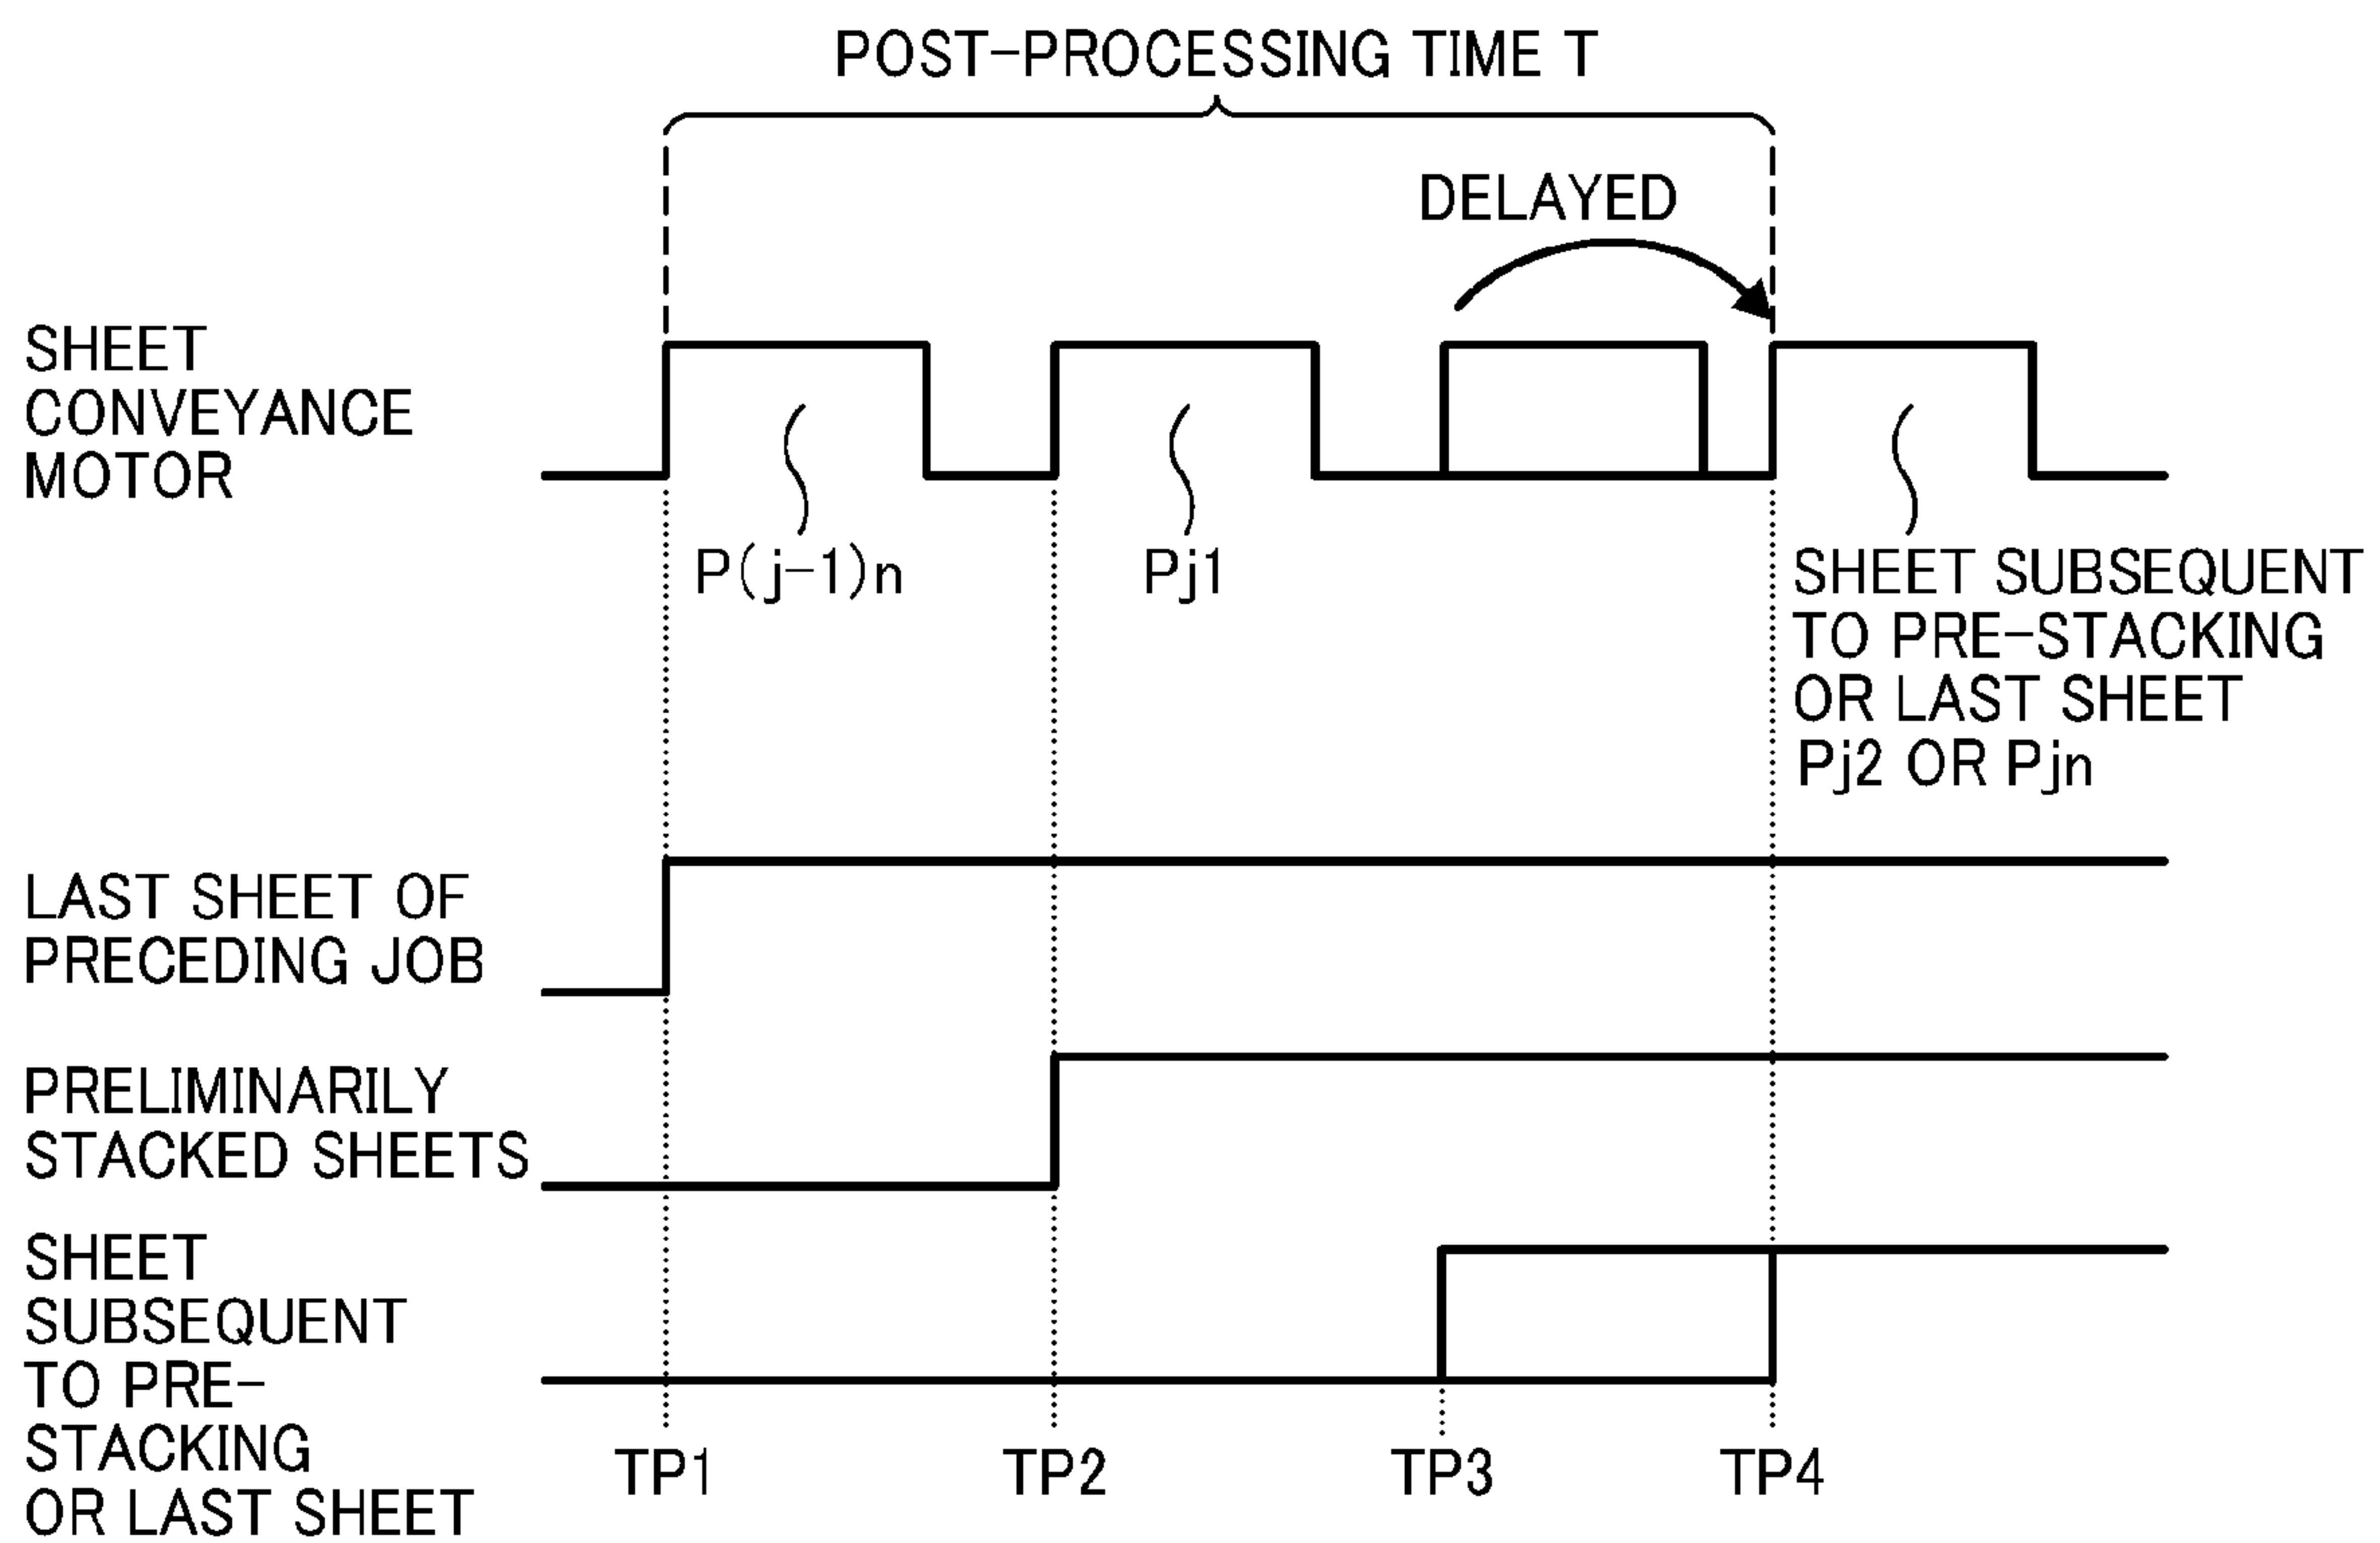 POST-PROCESSING TIME T
DELAYED
SHEET
CONVEYANCE
MOTOR
P(j-1)n
Pj1
SHEET SUBSEQUENT
TO PRE-STACKING
OR LAST SHEET
Pj2 OR Pjn
LAST SHEET OF
PRECEDING JOB
PRELIMINARILY
STACKED SHEETS
SHEET
SUBSEQUENT
TO PRE-
STACKING
OR LAST SHEET
TP1
TP2
TP3
TP4